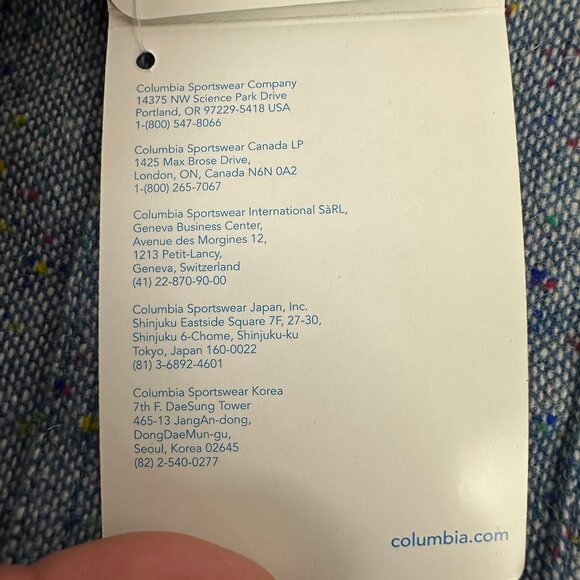 Columbia Sportswear Company
14375 NW Science Park Drive
Portland, OR 97229-5418 USA
1-(800) 547-8066
Columbia Sportswear Canada LP
1425 Max Brose Drive,
London, ON, Canada N6N 0A2
1-(800) 265-7067
Columbia Sportswear International SàRL,
Geneva Business Center,
Avenue des Morgines 12,
1213 Petit-Lancy,
Geneva, Switzerland
(41) 22-870-90-00
Columbia Sportswear Japan, Inc.
Shinjuku Eastside Square 7F, 27-30,
Shinjuku 6-Chome, Shinjuku-ku
Tokyo, Japan 160-0022
(81) 3-6892-4601
Columbia Sportswear Korea
7th F. DaeSung Tower
465-13 JangAn-dong,
DongDaeMun-gu,
Seoul, Korea 02645
(82) 2-540-0277
columbia.com